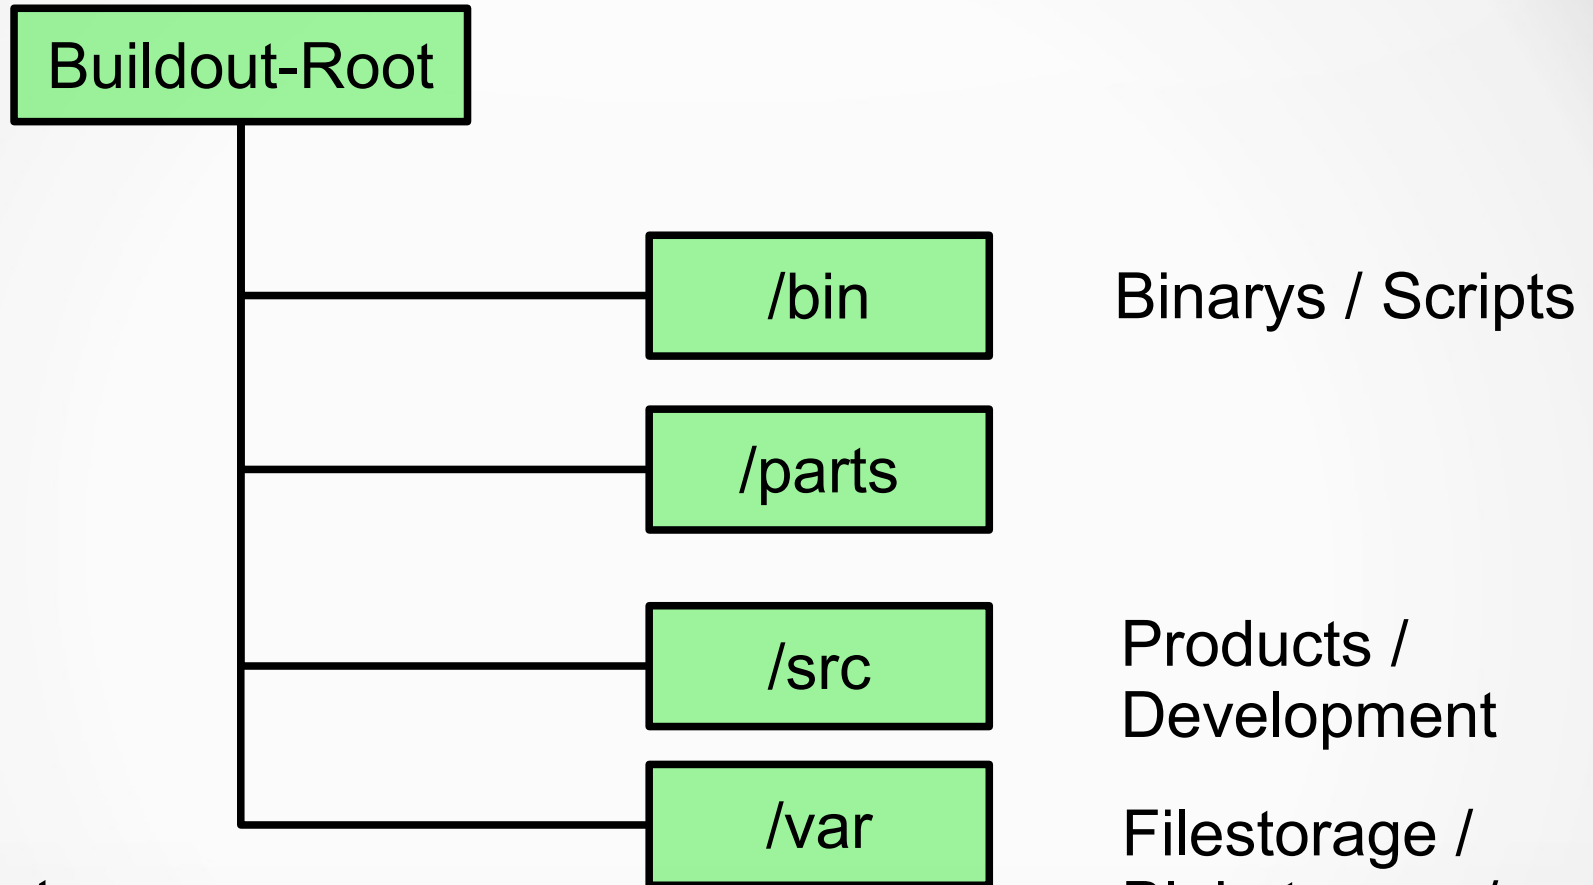 Buildout-Root
/bin
Binarys / Scripts
/parts
/src
Products /
Development
/var
Filestorage /